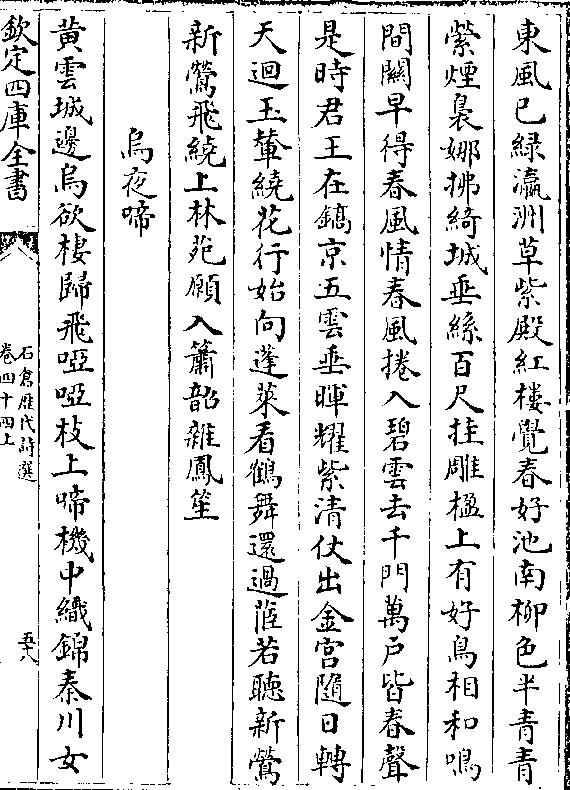 東風已綠瀛洲草紫殿紅樓覺春好池南柳色半青青
縈煙裊娜拂綺城垂絲百尺挂雕楹上有好鳥相和鳴
間關早得春風情春風捲入碧雲去千門萬戶皆春聲
是時君王在鎬京五雲垂暉耀紫清仗出金宮隨日轉
天迴玉輦繞花行始向蓬萊看鶴舞還過茝若聽新鶯
新鶯飛繞上林苑願入簫韶雜鳳笙
烏夜啼
黃雲城邊烏欲棲歸飛啞啞枝上啼機中織錦秦川女
欽定四庫全書
石倉歷代詩選
卷四十四上
五六